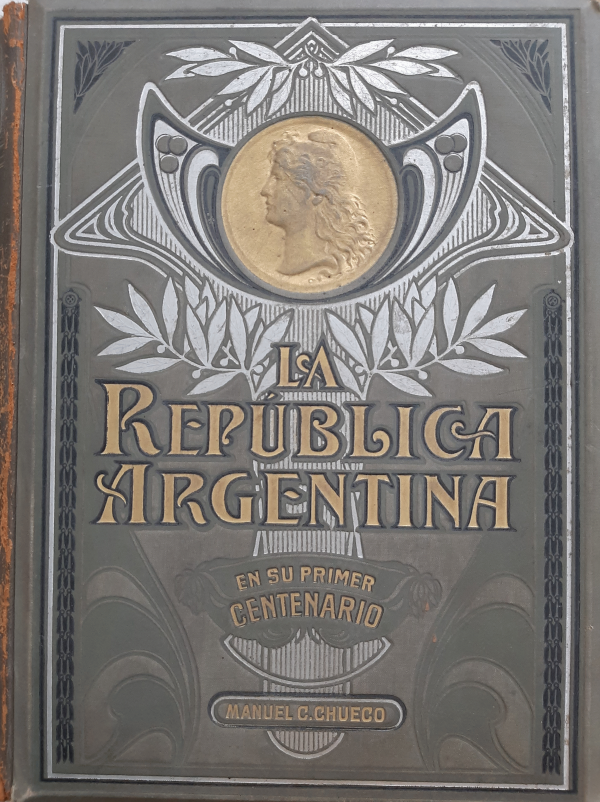 LA
REPÚBLICA
ARGENTINA
EN SU PRIMER
CENTENARIO
MANUEL C. CHUECO